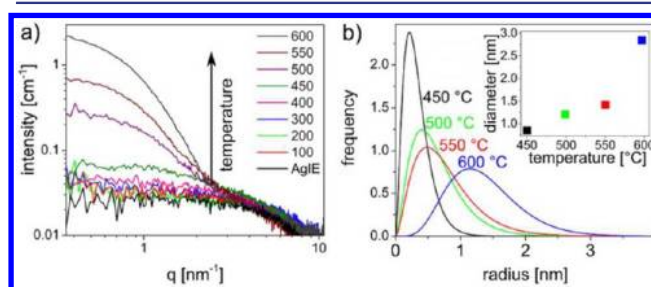 a)
intensity [cm⁻¹]
1
0.1
0.01
temperature
600
550
500
450
400
300
200
100
AgIE
1
10
q [nm⁻¹]
b)
frequency
2.0
1.5
1.0
0.5
0.0
450 °C
500 °C
550 °C
600 °C
diameter [nm]
3.0
2.5
2.0
1.5
1.0
450 500 550 600
temperature [°C]
0 1 2 3
radius [nm]